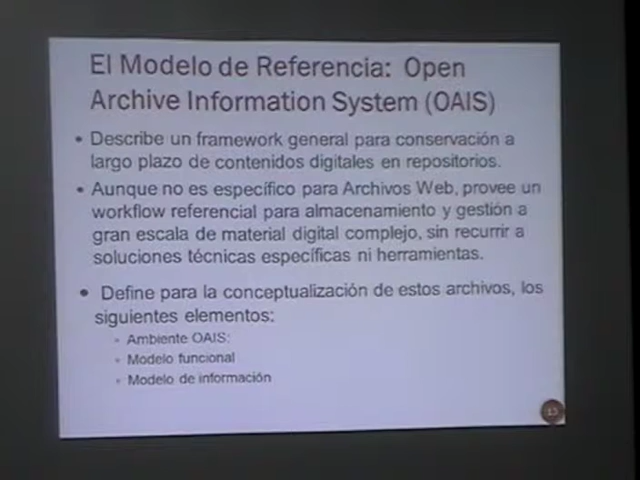 El Modelo de Referencia: Open
Archive Information System (OAIS)
• Describe un framework general para conservación a
largo plazo de contenidos digitales en repositorios.
• Aunque no es específico para Archivos Web, provee un
workflow referencial para almacenamiento y gestión a
gran escala de material digital complejo, sin recurrir a
soluciones técnicas específicas ni herramientas.
• Define para la conceptualización de estos archivos, los
siguientes elementos:
• Ambiente OAIS:
• Modelo funcional
• Modelo de información